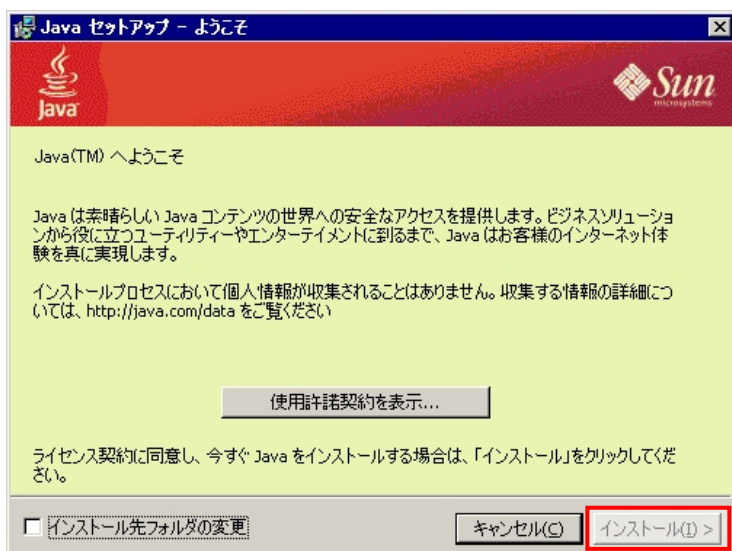 Java セットアップ - ようこそ
Java
Sun
microsystems
Java(TM) へようこそ
Java は素晴らしい Java コンテンツの世界への安全なアクセスを提供します。ビジネスソリューショ
ンから役に立つユーティリティーやエンターテイメントに到るまで、Java はお客様のインターネット体
験を真に実現します。
インストールプロセスにおいて個人情報が収集されることはありません。収集する情報の詳細につ
いては、http://java.com/data をご覧ください
使用許諾契約を表示...
ライセンス契約に同意し、今すぐ Java をインストールする場合は、「インストール」をクリックしてくだ
さい。
インストール先フォルダの変更
キャンセル(C)
インストール(I) >